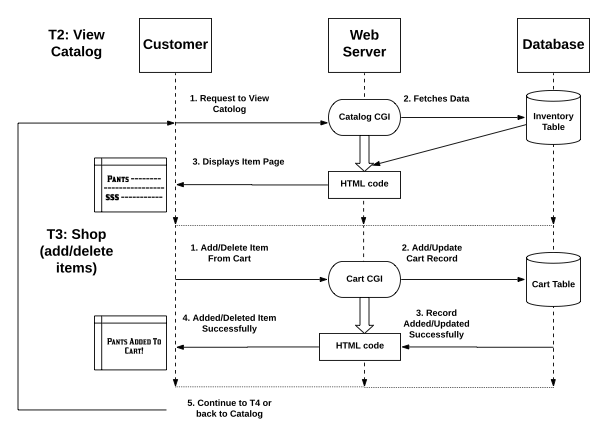 T2: View
Catalog
Customer
Web
Server
Database
1. Request to View
Catolog
Catalog CGI
2. Fetches Data
Inventory
Table
3. Displays Item Page
HTML code
PANTS --------
----------------
$$$ ------------
T3: Shop
(add/delete
items)
1. Add/Delete Item
From Cart
Cart CGI
2. Add/Update
Cart Record
Cart Table
4. Added/Deleted Item
Successfully
HTML code
3. Record
Added/Updated
Successfully
PANTS ADDED TO
CART!
5. Continue to T4 or
back to Catalog